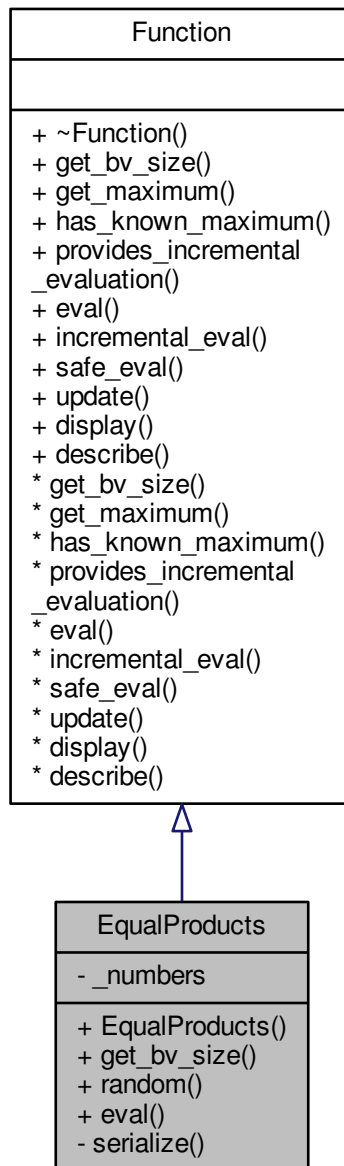 Function
+ ~Function()
+ get_bv_size()
+ get_maximum()
+ has_known_maximum()
+ provides_incremental
_evaluation()
+ eval()
+ incremental_eval()
+ safe_eval()
+ update()
+ display()
+ describe()
* get_bv_size()
* get_maximum()
* has_known_maximum()
* provides_incremental
_evaluation()
* eval()
* incremental_eval()
* safe_eval()
* update()
* display()
* describe()
EqualProducts
- _numbers
+ EqualProducts()
+ get_bv_size()
+ random()
+ eval()
- serialize()